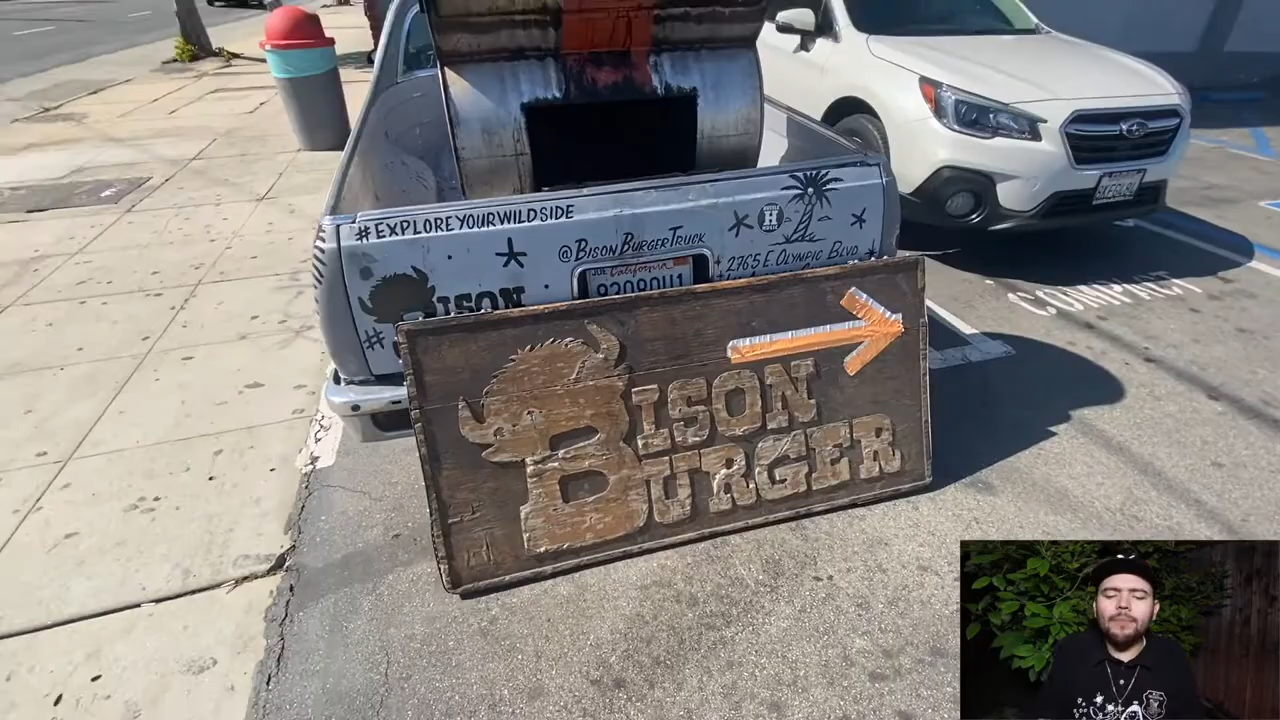 #EXPLOREYOURWILDSIDE
@BISONBURGERTRUCK
2765 E. OLYMPIC BLVD.
California
BISON
#
BISON
BURGER
COMPACT